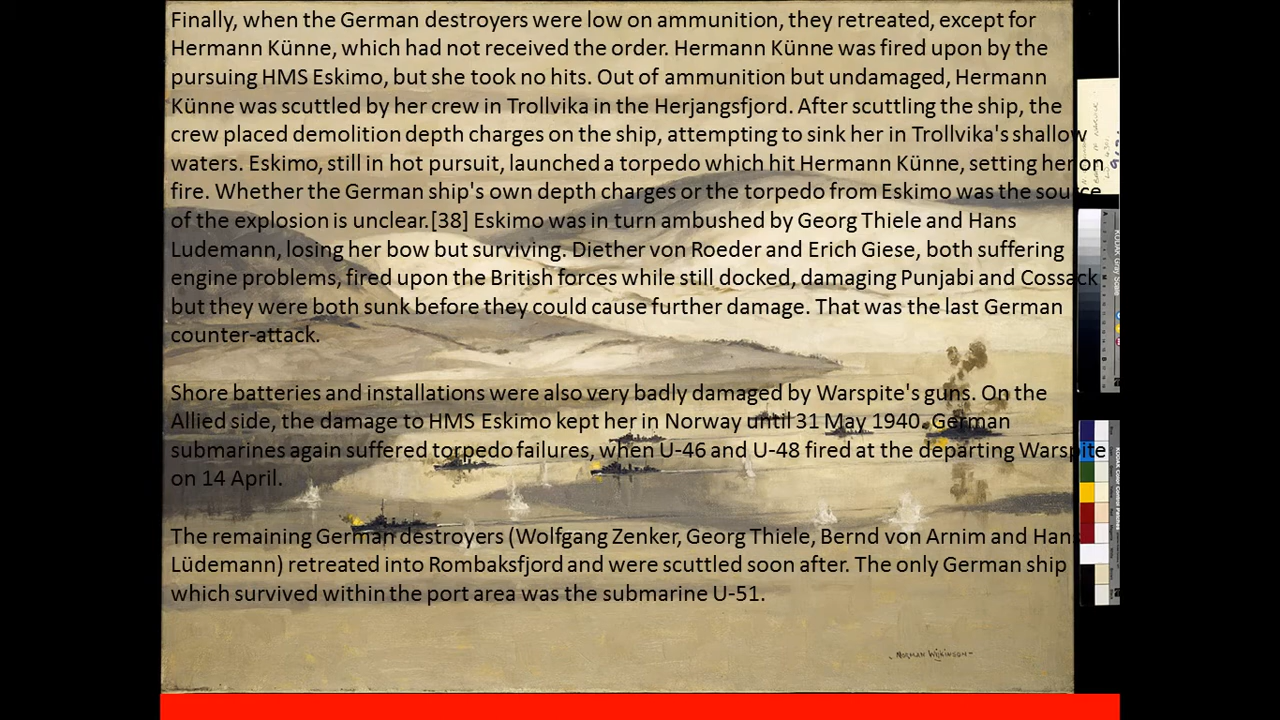 Finally, when the German destroyers were low on ammunition, they retreated, except for
Hermann Künne, which had not received the order. Hermann Künne was fired upon by the
pursuing HMS Eskimo, but she took no hits. Out of ammunition but undamaged, Hermann
Künne was scuttled by her crew in Trollvika in the Herjangsfjord. After scuttling the ship, the
crew placed demolition depth charges on the ship, attempting to sink her in Trollvika's shallow
waters. Eskimo, still in hot pursuit, launched a torpedo which hit Hermann Künne, setting her on
fire. Whether the German ship's own depth charges or the torpedo from Eskimo was the source
of the explosion is unclear.[38] Eskimo was in turn ambushed by Georg Thiele and Hans
Ludemann, losing her bow but surviving. Diether von Roeder and Erich Giese, both suffering
engine problems, fired upon the British forces while still docked, damaging Punjabi and Cossack
but they were both sunk before they could cause further damage. That was the last German
counter-attack.
Shore batteries and installations were also very badly damaged by Warspite's guns. On the
Allied side, the damage to HMS Eskimo kept her in Norway until 31 May 1940. German
submarines again suffered torpedo failures, when U-46 and U-48 fired at the departing Warspite
on 14 April.
The remaining German destroyers (Wolfgang Zenker, Georg Thiele, Bernd von Arnim and Hans
Lüdemann) retreated into Rombaksfjord and were scuttled soon after. The only German ship
which survived within the port area was the submarine U-51.
NORMAN WILKINSON
KODAK Gray Scale
KODAK Color Control Patches